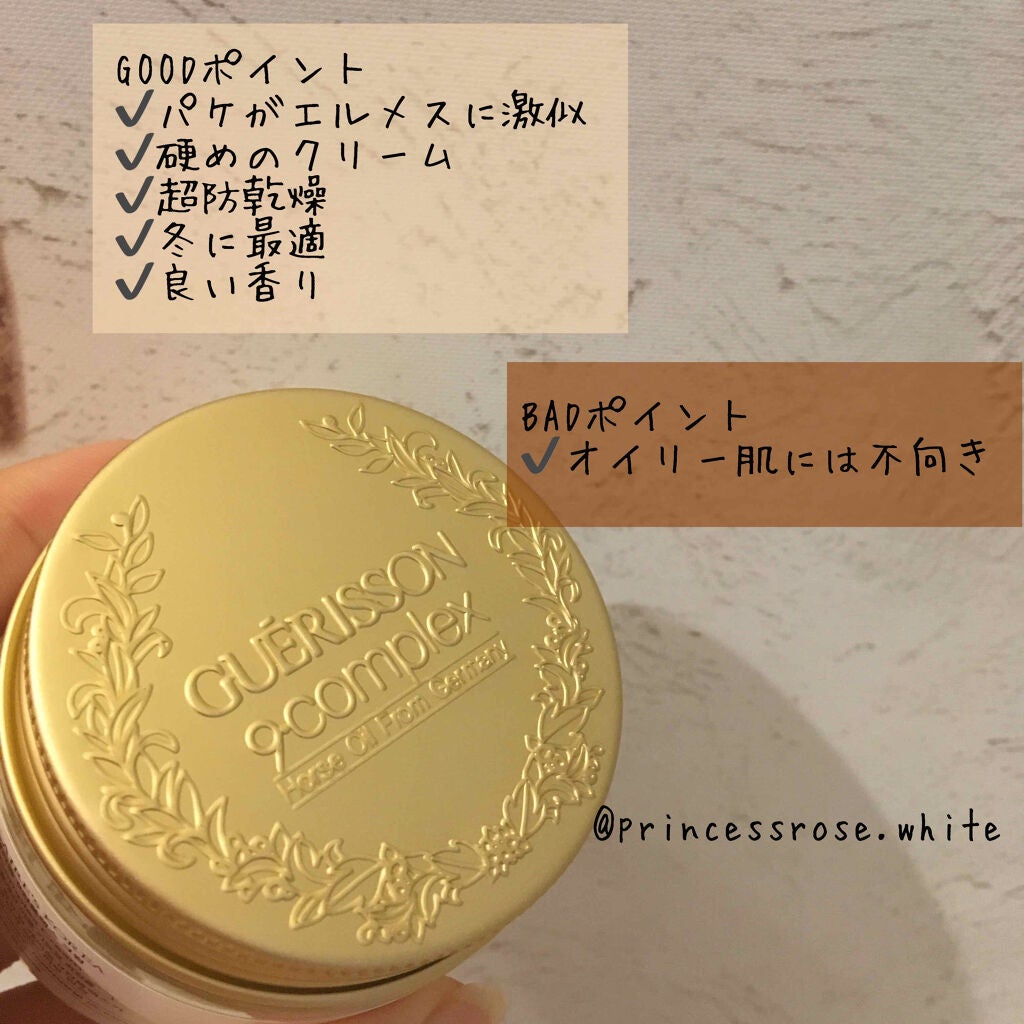 GOODポイント
✔パケがエルメスに激似
✔硬めのクリーム
✔超防乾燥
✔冬に最適
✔良い香り
BADポイント
✔オイリー肌には不向き
GUÉRISSON
9complex
Horse Oil From Germany
@princessrose.white